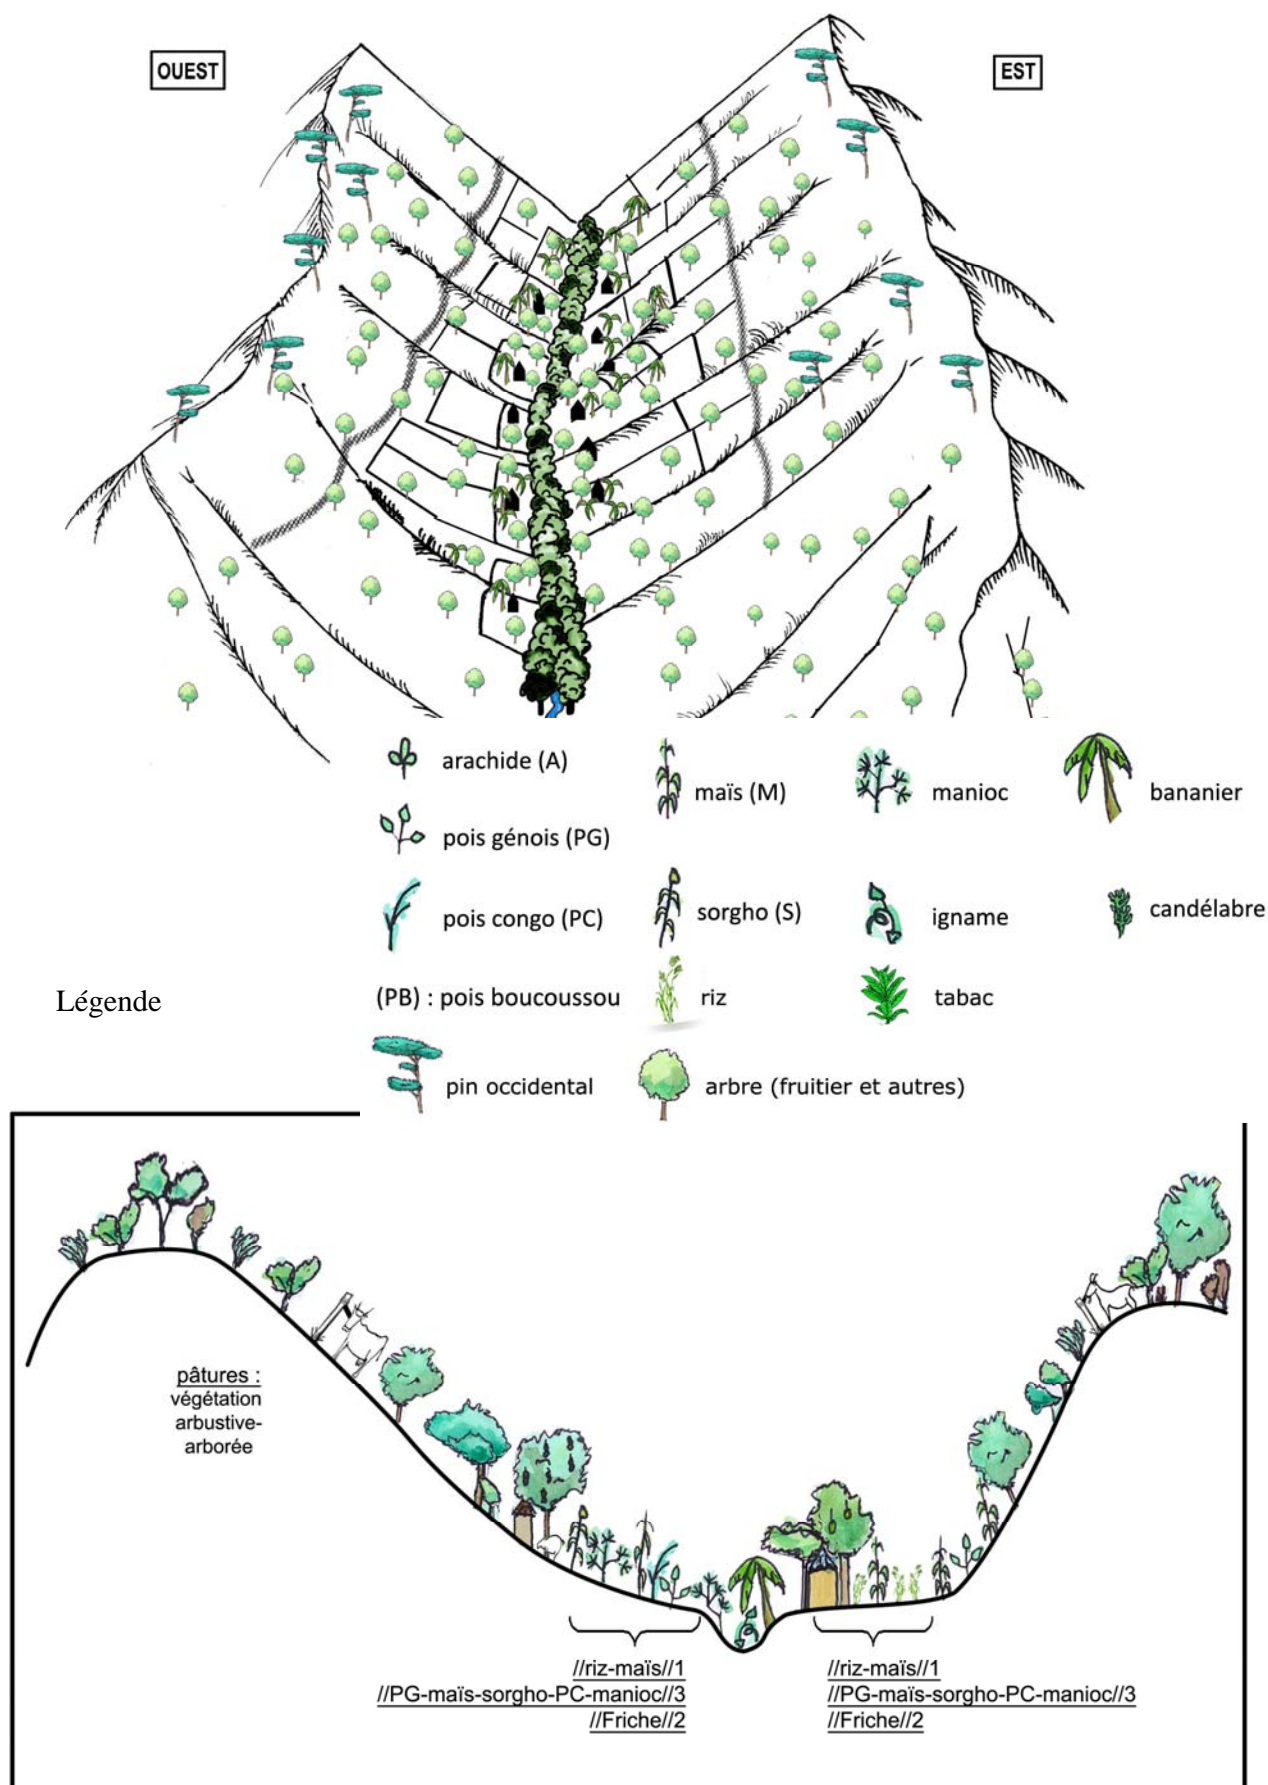 OUEST
EST
arachide (A)
maïs (M)
manioc
bananier
pois génois (PG)
pois congo (PC)
sorgho (S)
igname
candélabre
Légende
(PB) : pois boucoussou
riz
tabac
pin occidental
arbre (fruitier et autres)
pâtures :
végétation
arbustive-
arborée
//riz-maïs//1
//PG-maïs-sorgho-PC-manioc//3
//Friche//2
//riz-maïs//1
//PG-maïs-sorgho-PC-manioc//3
//Friche//2